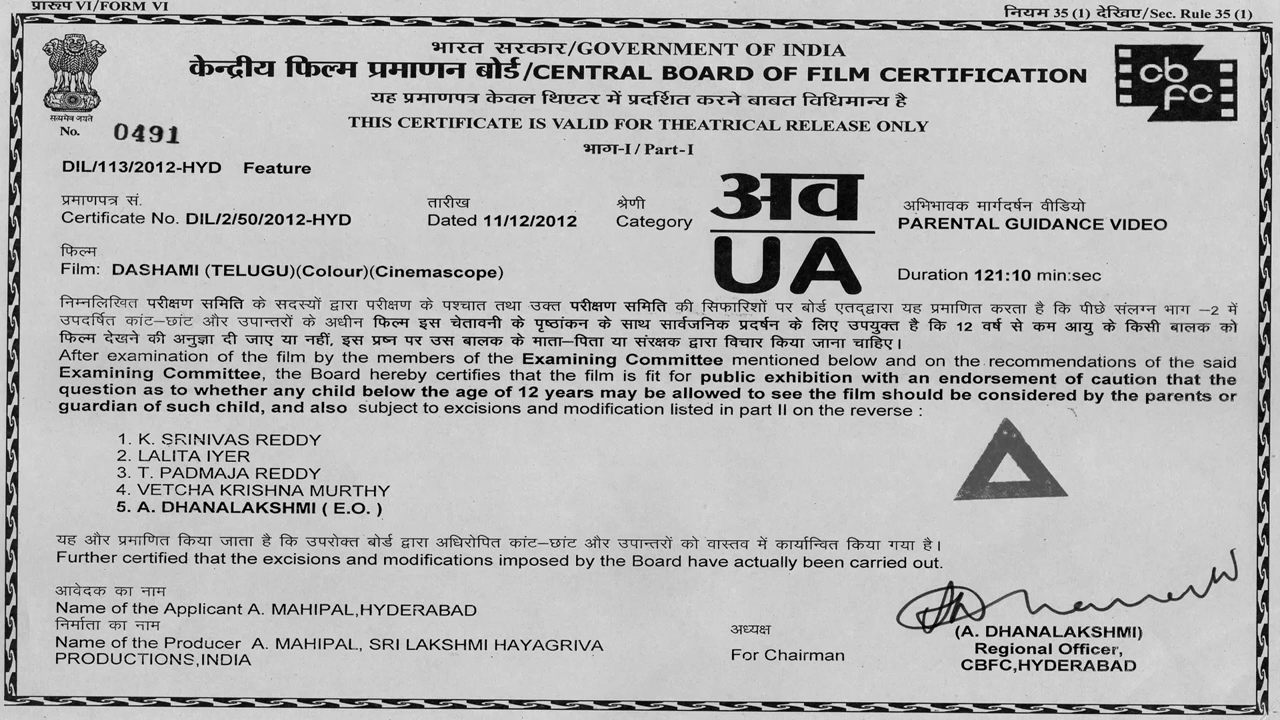 प्रारूप VI/FORM VI
नियम 35 (1) देखिए/Sec. Rule 35 (1)
भारत सरकार/GOVERNMENT OF INDIA
केन्द्रीय फिल्म प्रमाणन बोर्ड/CENTRAL BOARD OF FILM CERTIFICATION
cb
fc
यह प्रमाणपत्र केवल थिएटर में प्रदर्शित करने बाबत विधिमान्य है
सत्यमेव जयते
No. 0491
THIS CERTIFICATE IS VALID FOR THEATRICAL RELEASE ONLY
भाग-I / Part-I
DIL/113/2012-HYD Feature
प्रमाणपत्र सं. तारीख श्रेणी अव अभिभावक मार्गदर्षन वीडियो
Certificate No. DIL/2/50/2012-HYD Dated 11/12/2012 Category UA PARENTAL GUIDANCE VIDEO
फिल्म
Film: DASHAMI (TELUGU)(Colour)(Cinemascope) Duration 121:10 min:sec
निम्नलिखित परीक्षण समिति के सदस्यों द्वारा परीक्षण के पश्चात तथा उक्त परीक्षण समिति की सिफारिशों पर बोर्ड एतद्द्वारा यह प्रमाणित करता है कि पीछे संलग्न भाग -2 में
उपदर्षित कांट-छांट और उपान्तरों के अधीन फिल्म इस चेतावनी के पृष्ठांकन के साथ सार्वजनिक प्रदर्षन के लिए उपयुक्त है कि 12 वर्ष से कम आयु के किसी बालक को
फिल्म देखने की अनुज्ञा दी जाए या नहीं, इस प्रश्न पर उस बालक के माता-पिता या संरक्षक द्वारा विचार किया जाना चाहिए।
After examination of the film by the members of the Examining Committee mentioned below and on the recommendations of the said
Examining Committee, the Board hereby certifies that the film is fit for public exhibition with an endorsement of caution that the
question as to whether any child below the age of 12 years may be allowed to see the film should be considered by the parents or
guardian of such child, and also subject to excisions and modification listed in part II on the reverse :
1. K. SRINIVAS REDDY
2. LALITA IYER
3. T. PADMAJA REDDY
4. VETCHA KRISHNA MURTHY
5. A. DHANALAKSHMI ( E.O. )
यह और प्रमाणित किया जाता है कि उपरोक्त बोर्ड द्वारा अधिरोपित कांट-छांट और उपान्तरों को वास्तव में कार्यान्वित किया गया है।
Further certified that the excisions and modifications imposed by the Board have actually been carried out.
आवेदक का नाम
Name of the Applicant A. MAHIPAL,HYDERABAD
निर्माता का नाम
Name of the Producer A. MAHIPAL, SRI LAKSHMI HAYAGRIVA
PRODUCTIONS,INDIA
अध्यक्ष
For Chairman
(A. DHANALAKSHMI)
Regional Officer,
CBFC,HYDERABAD